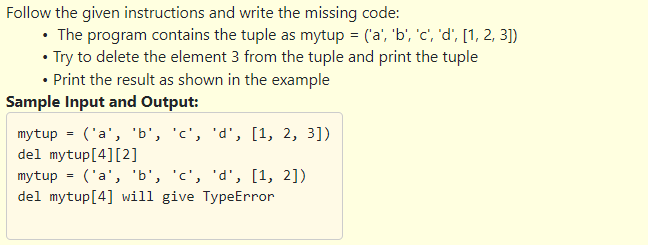 Follow the given instructions and write the missing code:
• The program contains the tuple as mytup = ('a', 'b', 'c', 'd', [1, 2, 3])
• Try to delete the element 3 from the tuple and print the tuple
• Print the result as shown in the example
Sample Input and Output:
mytup = ('a', 'b', 'c', 'd', [1, 2, 3])
del mytup[4][2]
mytup = ('a', 'b', 'c', 'd', [1, 2])
del mytup[4] will give TypeError